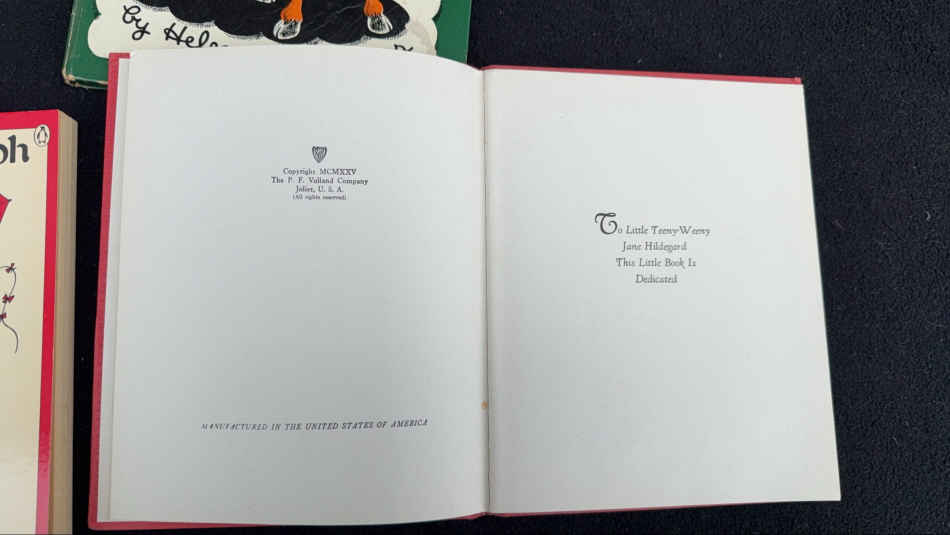 by Hel
ph
Copyright MCMXXV
The P. F. Volland Company
Joliet, U. S. A.
(All rights reserved)
MANUFACTURED IN THE UNITED STATES OF AMERICA
To Little Teeny-Weeny
Jane Hildegard
This Little Book Is
Dedicated